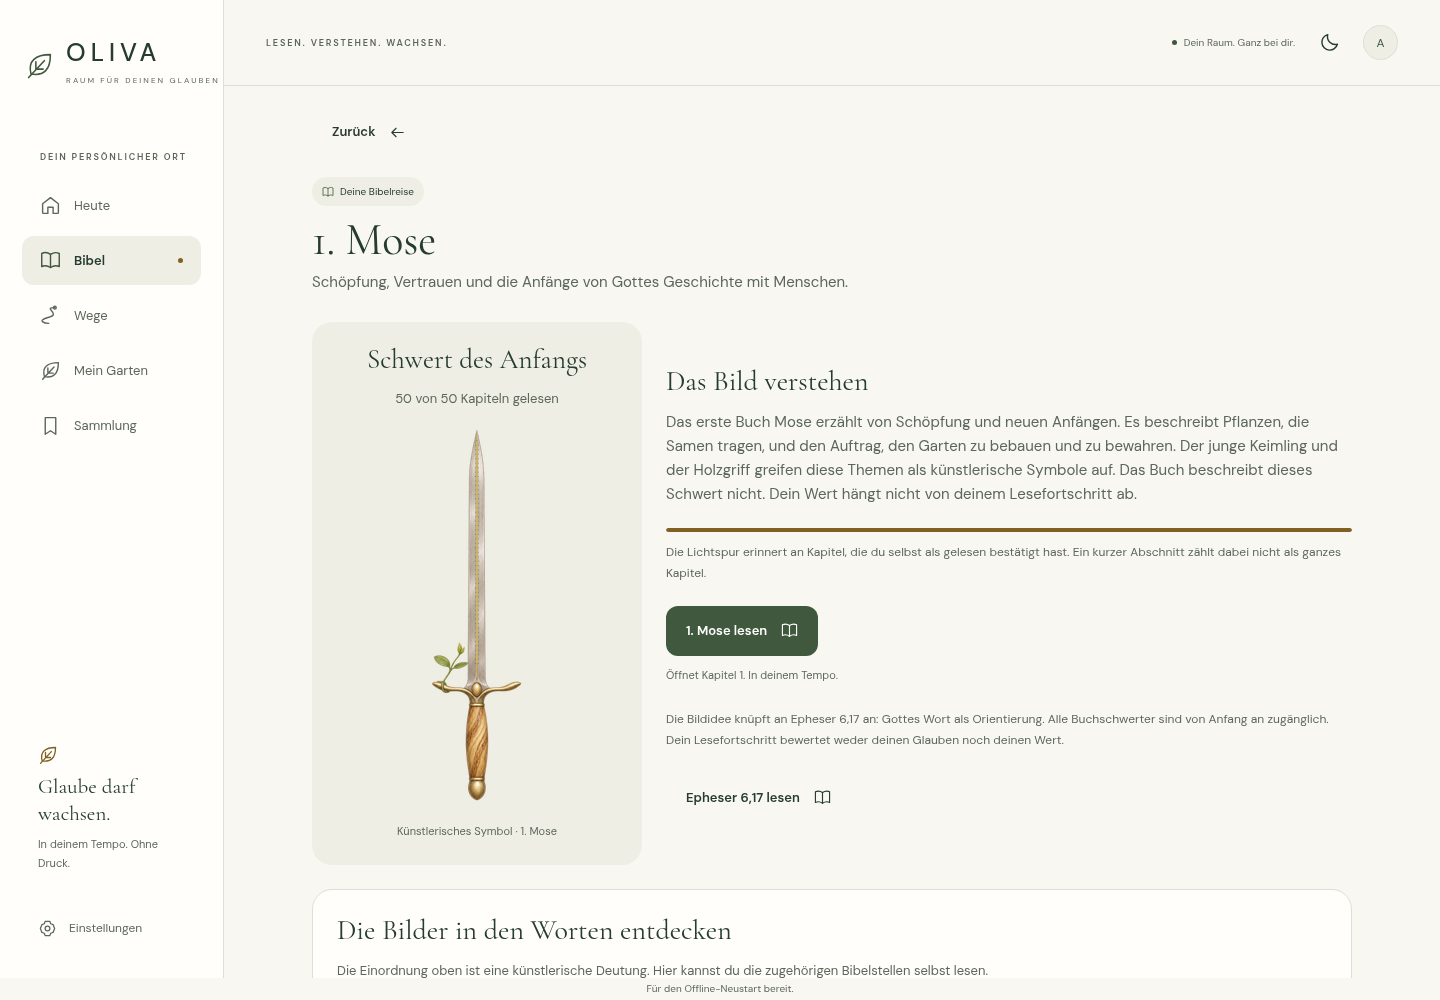 OLIVA
RAUM FÜR DEINEN GLAUBEN
LESEN. VERSTEHEN. WACHSEN.
Dein Raum. Ganz bei dir.
A
DEIN PERSÖNLICHER ORT
Heute
Bibel
Wege
Mein Garten
Sammlung
Glaube darf
wachsen.
In deinem Tempo. Ohne
Druck.
Einstellungen
Zurück
Deine Bibelreise
1. Mose
Schöpfung, Vertrauen und die Anfänge von Gottes Geschichte mit Menschen.
Schwert des Anfangs
50 von 50 Kapiteln gelesen
Künstlerisches Symbol · 1. Mose
Das Bild verstehen
Das erste Buch Mose erzählt von Schöpfung und neuen Anfängen. Es beschreibt Pflanzen, die
Samen tragen, und den Auftrag, den Garten zu bebauen und zu bewahren. Der junge Keimling und
der Holzgriff greifen diese Themen als künstlerische Symbole auf. Das Buch beschreibt dieses
Schwert nicht. Dein Wert hängt nicht von deinem Lesefortschritt ab.
Die Lichtspur erinnert an Kapitel, die du selbst als gelesen bestätigt hast. Ein kurzer Abschnitt zählt dabei nicht als ganzes
Kapitel.
1. Mose lesen
Öffnet Kapitel 1. In deinem Tempo.
Die Bildidee knüpft an Epheser 6,17 an: Gottes Wort als Orientierung. Alle Buchschwerter sind von Anfang an zugänglich.
Dein Lesefortschritt bewertet weder deinen Glauben noch deinen Wert.
Epheser 6,17 lesen
Die Bilder in den Worten entdecken
Die Einordnung oben ist eine künstlerische Deutung. Hier kannst du die zugehörigen Bibelstellen selbst lesen.
Für den Offline-Neustart bereit.